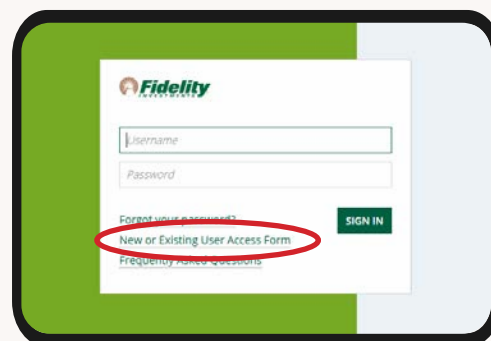 Fidelity
INVESTMENTS
Username
Password
Forgot your password?
SIGN IN
New or Existing User Access Form
Frequently Asked Questions